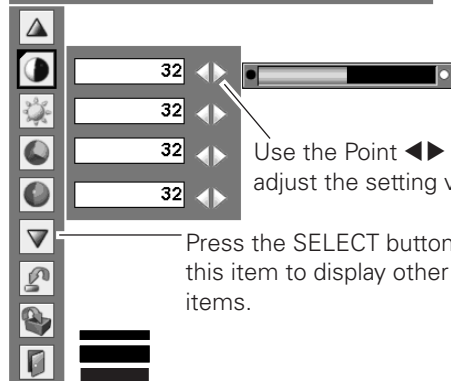 32
32
32
32
Use the Point ◀▶
adjust the setting
Press the SELECT button
this item to display other
items.